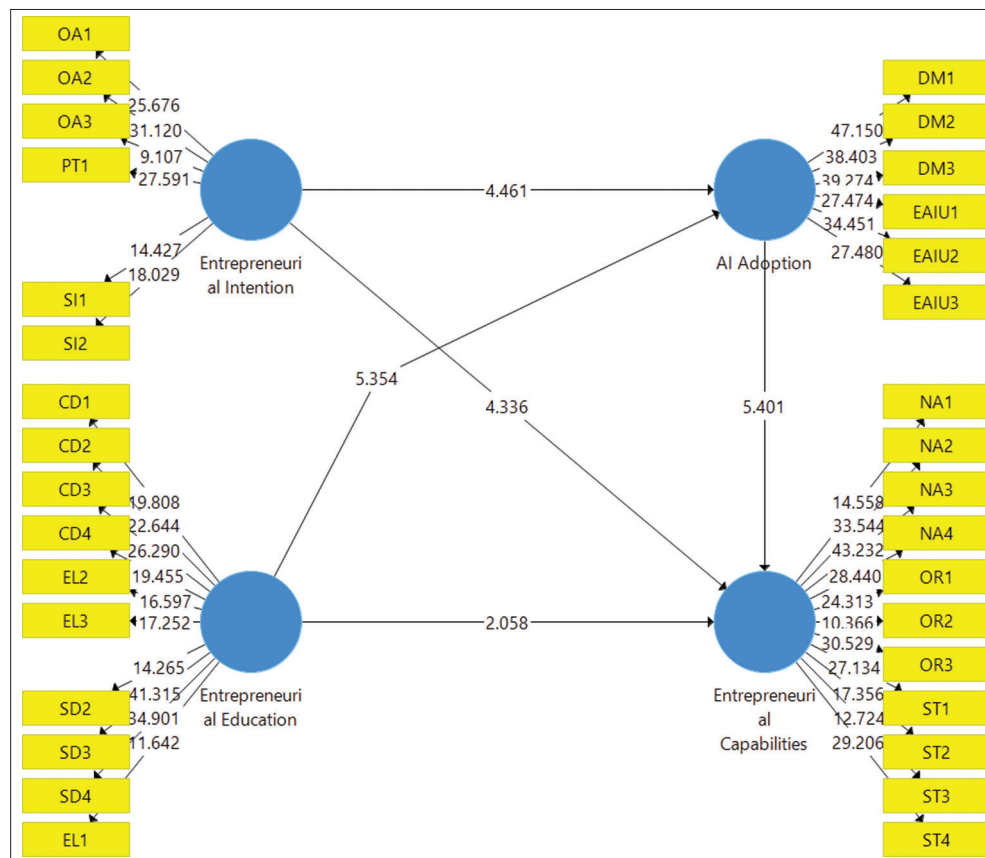 OA1
OA2
OA3
PT1
SI1
SI2
25.676
31.120
9.107
27.591
14.427
18.029
Entrepreneuri
al Intention
4.461
AI Adoption
47.150
38.403
39.274
27.474
34.451
27.480
DM1
DM2
DM3
EAIU1
EAIU2
EAIU3
5.354
4.336
5.401
CD1
CD2
CD3
CD4
EL2
EL3
SD2
SD3
SD4
EL1
19.808
22.644
26.290
19.455
16.597
17.252
14.265
41.315
34.901
11.642
Entrepreneuri
al Education
2.058
Entrepreneuri
al
Capabilities
14.558
33.544
43.232
28.440
24.313
10.366
30.529
27.134
17.356
12.724
29.206
NA1
NA2
NA3
NA4
OR1
OR2
OR3
ST1
ST2
ST3
ST4